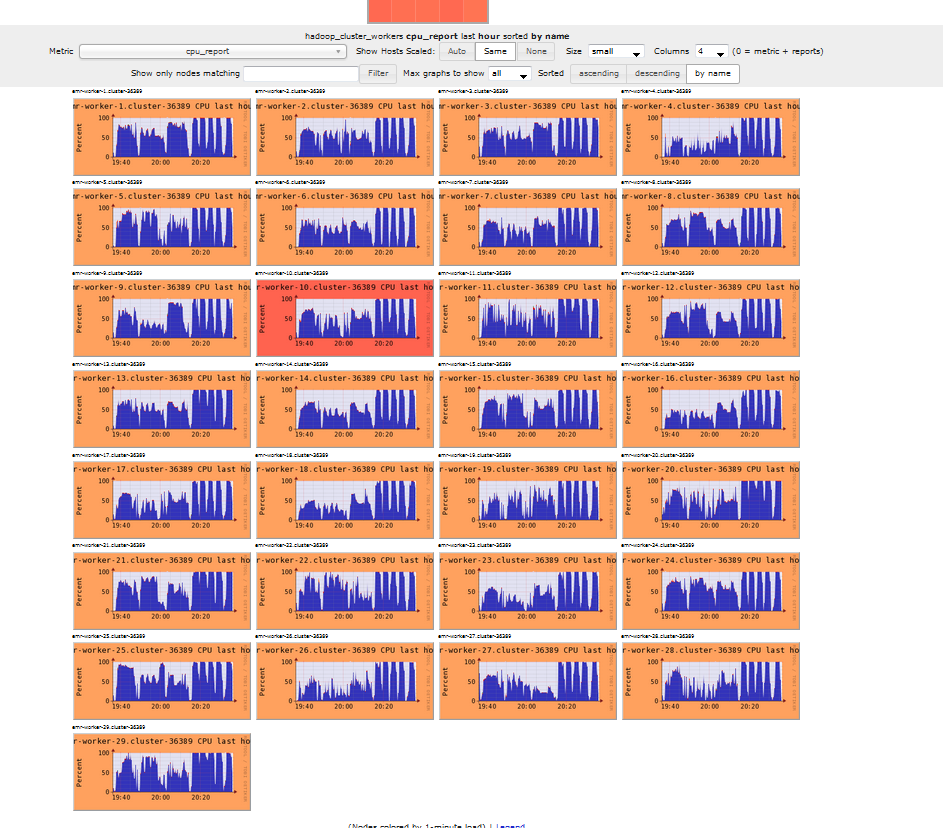 hadoop_cluster_workers cpu_report last hour sorted by name
Metric cpu_report Show Hosts Scaled: Auto Same None Size small Columns 4 (0 = metric + reports)
Show only nodes matching Filter Max graphs to show all Sorted ascending descending by name
emr-worker-1.cluster-36389 emr-worker-2.cluster-36389 emr-worker-3.cluster-36389 emr-worker-4.cluster-36389
mr-worker-1.cluster-36389 CPU last hou mr-worker-2.cluster-36389 CPU last hou mr-worker-3.cluster-36389 CPU last hou mr-worker-4.cluster-36389 CPU last hou
100 100 100 100
Percent 50 Percent 50 Percent 50 Percent 50
0 0 0 0
19:40 20:00 20:20 19:40 20:00 20:20 19:40 20:00 20:20 19:40 20:00 20:20
emr-worker-5.cluster-36389 emr-worker-6.cluster-36389 emr-worker-7.cluster-36389 emr-worker-8.cluster-36389
mr-worker-5.cluster-36389 CPU last hou mr-worker-6.cluster-36389 CPU last hou mr-worker-7.cluster-36389 CPU last hou mr-worker-8.cluster-36389 CPU last hou
100 100 100 100
Percent 50 Percent 50 Percent 50 Percent 50
0 0 0 0
19:40 20:00 20:20 19:40 20:00 20:20 19:40 20:00 20:20 19:40 20:00 20:20
emr-worker-9.cluster-36389 emr-worker-10.cluster-36389 emr-worker-11.cluster-36389 emr-worker-12.cluster-36389
mr-worker-9.cluster-36389 CPU last hou r-worker-10.cluster-36389 CPU last ho r-worker-11.cluster-36389 CPU last ho r-worker-12.cluster-36389 CPU last ho
100 100 100 100
Percent 50 Percent 50 Percent 50 Percent 50
0 0 0 0
19:40 20:00 20:20 19:40 20:00 20:20 19:40 20:00 20:20 19:40 20:00 20:20
emr-worker-13.cluster-36389 emr-worker-14.cluster-36389 emr-worker-15.cluster-36389 emr-worker-16.cluster-36389
r-worker-13.cluster-36389 CPU last ho r-worker-14.cluster-36389 CPU last ho r-worker-15.cluster-36389 CPU last ho r-worker-16.cluster-36389 CPU last ho
100 100 100 100
Percent 50 Percent 50 Percent 50 Percent 50
0 0 0 0
19:40 20:00 20:20 19:40 20:00 20:20 19:40 20:00 20:20 19:40 20:00 20:20
emr-worker-17.cluster-36389 emr-worker-18.cluster-36389 emr-worker-19.cluster-36389 emr-worker-20.cluster-36389
r-worker-17.cluster-36389 CPU last ho r-worker-18.cluster-36389 CPU last ho r-worker-19.cluster-36389 CPU last ho r-worker-20.cluster-36389 CPU last ho
100 100 100 100
Percent 50 Percent 50 Percent 50 Percent 50
0 0 0 0
19:40 20:00 20:20 19:40 20:00 20:20 19:40 20:00 20:20 19:40 20:00 20:20
emr-worker-21.cluster-36389 emr-worker-22.cluster-36389 emr-worker-23.cluster-36389 emr-worker-24.cluster-36389
r-worker-21.cluster-36389 CPU last ho r-worker-22.cluster-36389 CPU last ho r-worker-23.cluster-36389 CPU last ho r-worker-24.cluster-36389 CPU last ho
100 100 100 100
Percent 50 Percent 50 Percent 50 Percent 50
0 0 0 0
19:40 20:00 20:20 19:40 20:00 20:20 19:40 20:00 20:20 19:40 20:00 20:20
emr-worker-25.cluster-36389 emr-worker-26.cluster-36389 emr-worker-27.cluster-36389 emr-worker-28.cluster-36389
r-worker-25.cluster-36389 CPU last ho r-worker-26.cluster-36389 CPU last ho r-worker-27.cluster-36389 CPU last ho r-worker-28.cluster-36389 CPU last ho
100 100 100 100
Percent 50 Percent 50 Percent 50 Percent 50
0 0 0 0
19:40 20:00 20:20 19:40 20:00 20:20 19:40 20:00 20:20 19:40 20:00 20:20
emr-worker-29.cluster-36389
r-worker-29.cluster-36389 CPU last ho
100
Percent 50
0
19:40 20:00 20:20
(Nodes colored by 1-minute load) | Legend